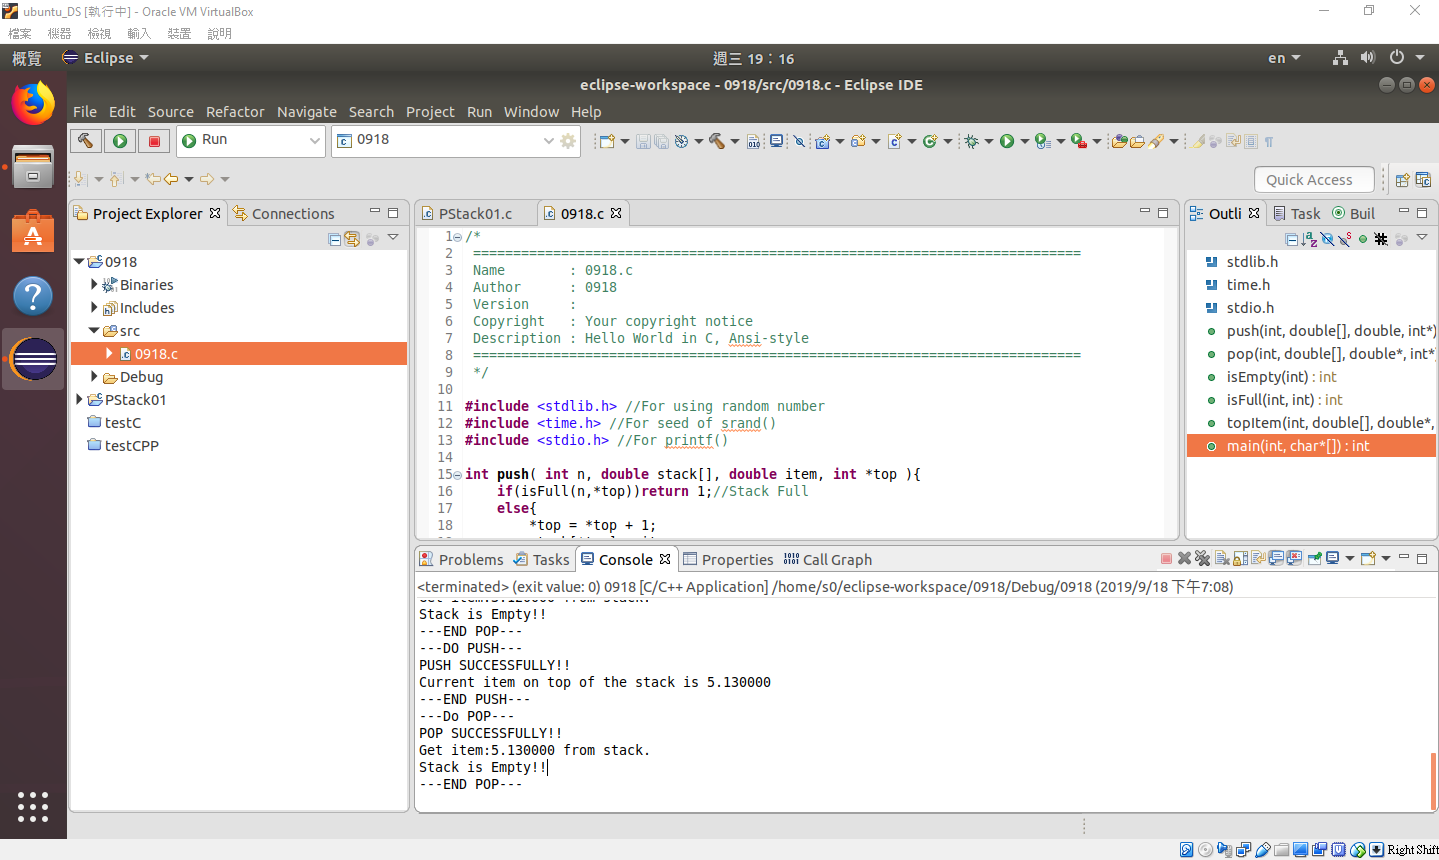 ubuntu_DS [執行中] - Oracle VM VirtualBox
檔案 機器 檢視 輸入 裝置 說明
概覽 Eclipse 週三 19:16 en
eclipse-workspace - 0918/src/0918.c - Eclipse IDE
File Edit Source Refactor Navigate Search Project Run Window Help
Run 0918
Quick Access
Project Explorer Connections
0918
Binaries
Includes
src
0918.c
Debug
PStack01
testC
testCPP
PStack01.c 0918.c
1 /*
2 ============================================================================
3 Name : 0918.c
4 Author : 0918
5 Version :
6 Copyright : Your copyright notice
7 Description : Hello World in C, Ansi-style
8 ============================================================================
9 */
10
11 #include <stdlib.h> //For using random number
12 #include <time.h> //For seed of srand()
13 #include <stdio.h> //For printf()
14
15 int push( int n, double stack[], double item, int *top ){
16 if(isFull(n,*top))return 1;//Stack Full
17 else{
18 *top = *top + 1;
Outli Task Buil
stdlib.h
time.h
stdio.h
push(int, double[], double, int*)
pop(int, double[], double*, int*
isEmpty(int) : int
isFull(int, int) : int
topItem(int, double[], double*,
main(int, char*[]) : int
Problems Tasks Console Properties Call Graph
<terminated> (exit value: 0) 0918 [C/C++ Application] /home/s0/eclipse-workspace/0918/Debug/0918 (2019/9/18 下午7:08)
Get item:5.120000 from stack.
Stack is Empty!!
---END POP---
---DO PUSH---
PUSH SUCCESSFULLY!!
Current item on top of the stack is 5.130000
---END PUSH---
---Do POP---
POP SUCCESSFULLY!!
Get item:5.130000 from stack.
Stack is Empty!!
---END POP---
Right Shift